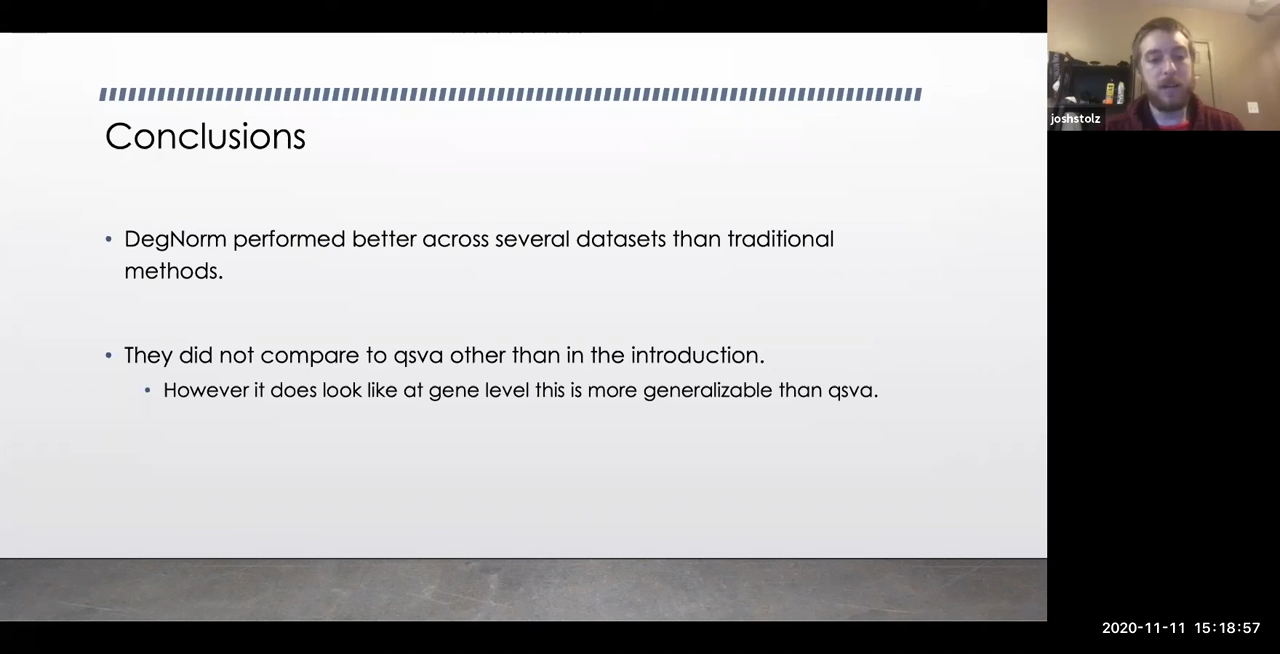 Conclusions
• DegNorm performed better across several datasets than traditional
methods.
• They did not compare to qsva other than in the introduction.
• However it does look like at gene level this is more generalizable than qsva.
joshstolz
2020-11-11 15:18:57